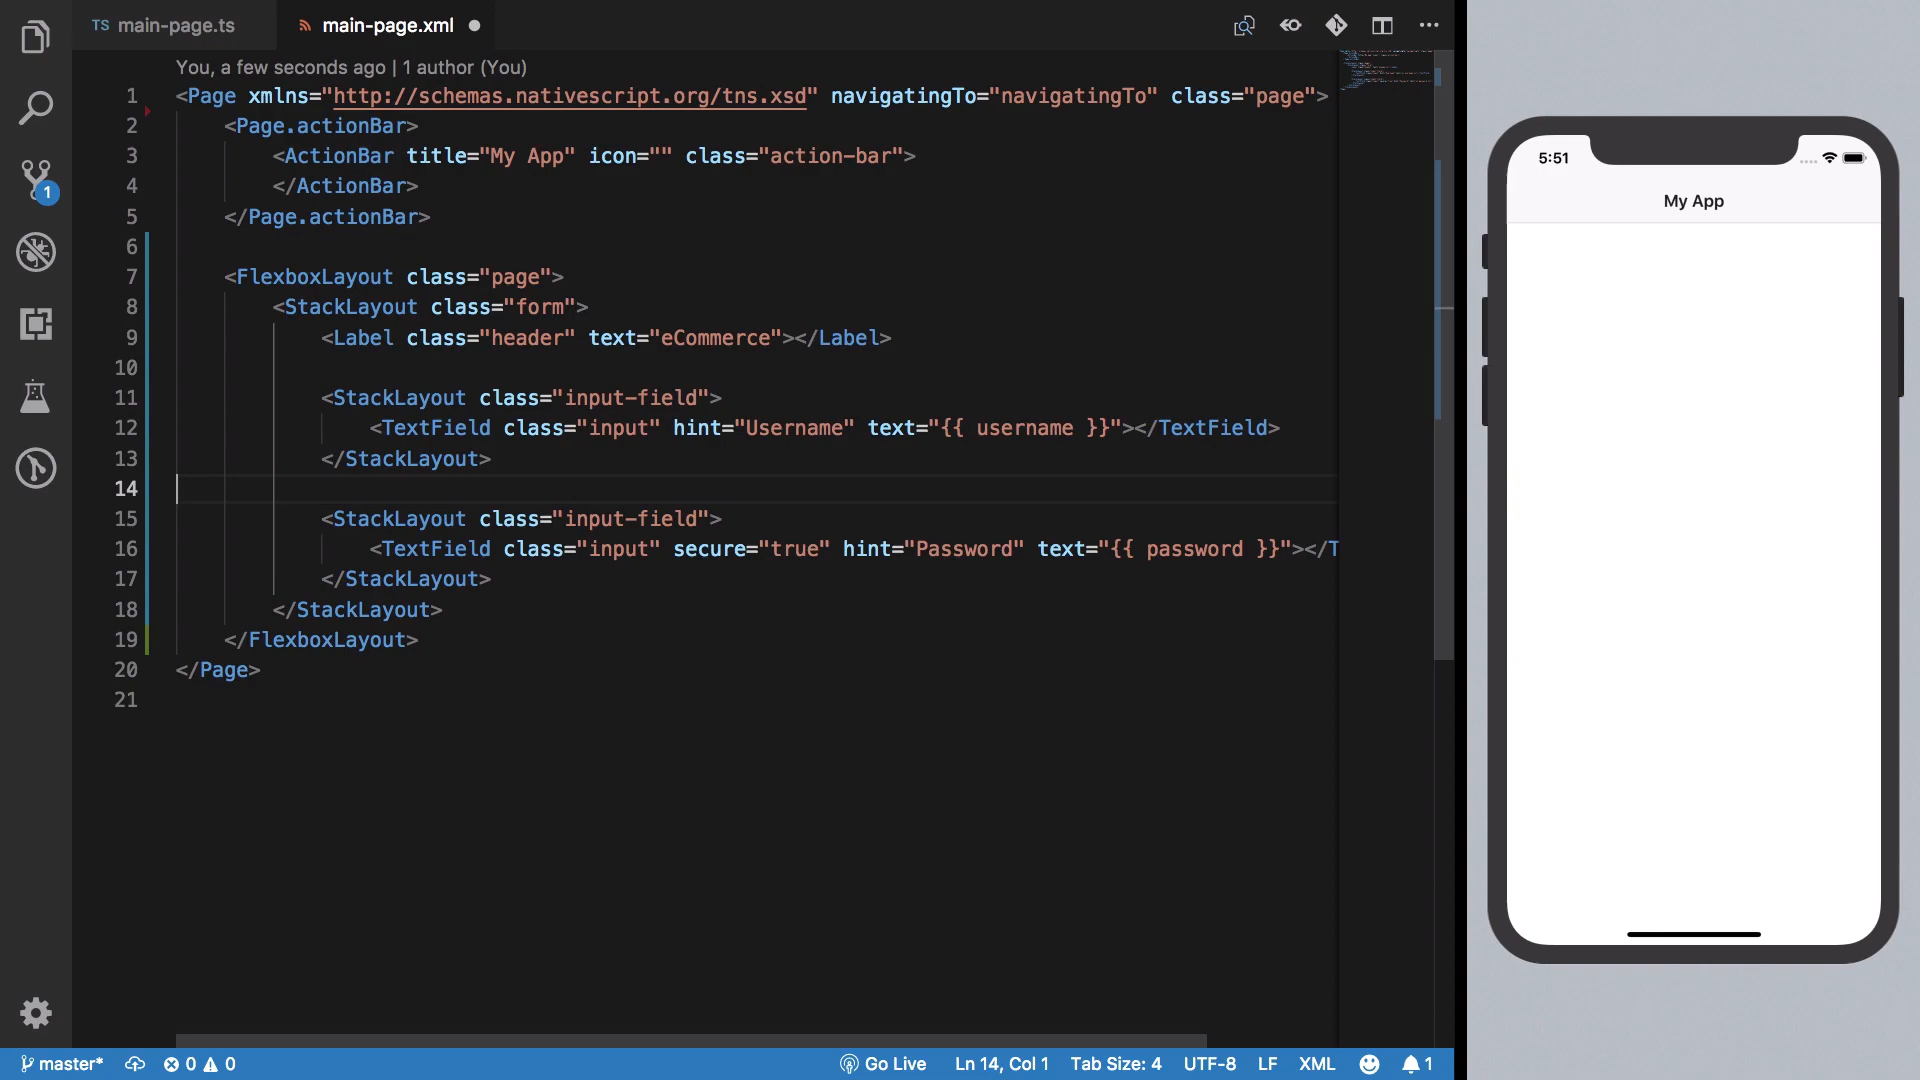 TS main-page.ts
main-page.xml
You, a few seconds ago | 1 author (You)
1 <Page xmlns="http://schemas.nativescript.org/tns.xsd" navigatingTo="navigatingTo" class="page">
2 <Page.actionBar>
3 <ActionBar title="My App" icon="" class="action-bar">
4 </ActionBar>
5 </Page.actionBar>
6
7 <FlexboxLayout class="page">
8 <StackLayout class="form">
9 <Label class="header" text="eCommerce"></Label>
10
11 <StackLayout class="input-field">
12 <TextField class="input" hint="Username" text="{{ username }}"></TextField>
13 </StackLayout>
14
15 <StackLayout class="input-field">
16 <TextField class="input" secure="true" hint="Password" text="{{ password }}"></T
17 </StackLayout>
18 </StackLayout>
19 </FlexboxLayout>
20 </Page>
21
1
5:51
My App
master* 0 0 Go Live Ln 14, Col 1 Tab Size: 4 UTF-8 LF XML 1